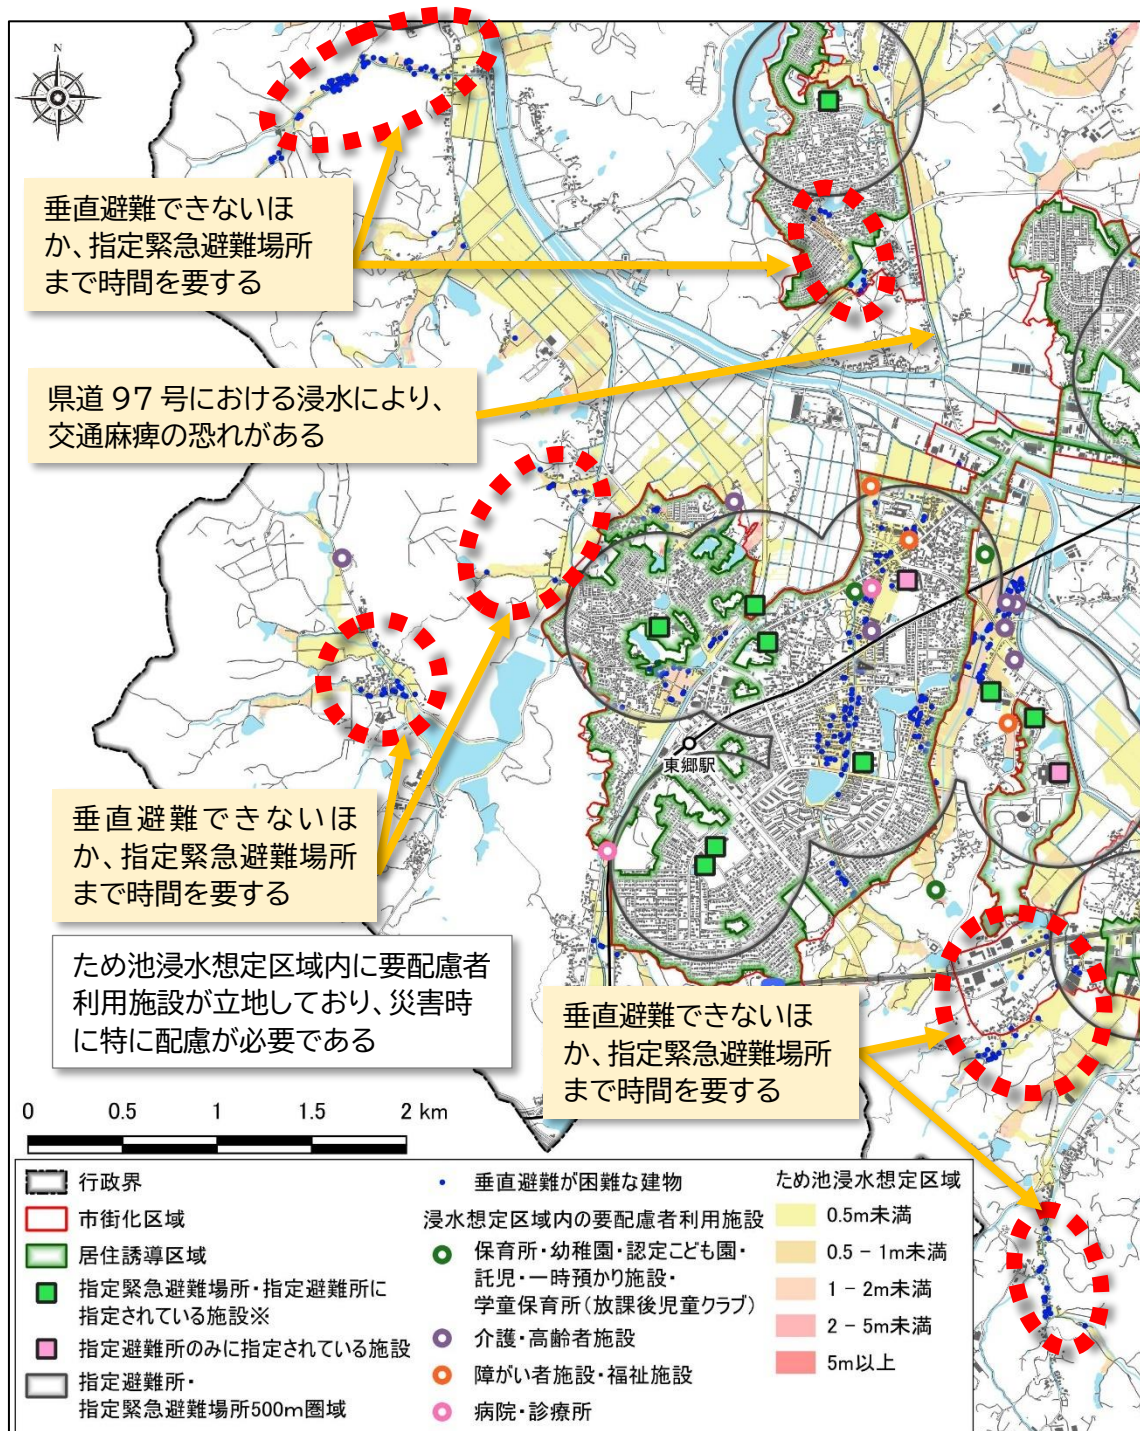 N
垂直避難できないほ
か、指定緊急避難場所
まで時間を要する
県道 97 号における浸水により、
交通麻痺の恐れがある
東郷駅
垂直避難できないほ
か、指定緊急避難場所
まで時間を要する
ため池浸水想定区域内に要配慮者
利用施設が立地しており、災害時
に特に配慮が必要である
垂直避難できないほ
か、指定緊急避難場所
まで時間を要する
0 0.5 1 1.5 2 km
行政界
市街化区域
居住誘導区域
指定緊急避難場所・指定避難所に
指定されている施設※
指定避難所のみに指定されている施設
指定避難所・
指定緊急避難場所500m圏域
垂直避難が困難な建物
浸水想定区域内の要配慮者利用施設
保育所・幼稚園・認定こども園・
託児・一時預かり施設・
学童保育所(放課後児童クラブ)
介護・高齢者施設
障がい者施設・福祉施設
病院・診療所
ため池浸水想定区域
0.5m未満
0.5 - 1m未満
1 - 2m未満
2 - 5m未満
5m以上